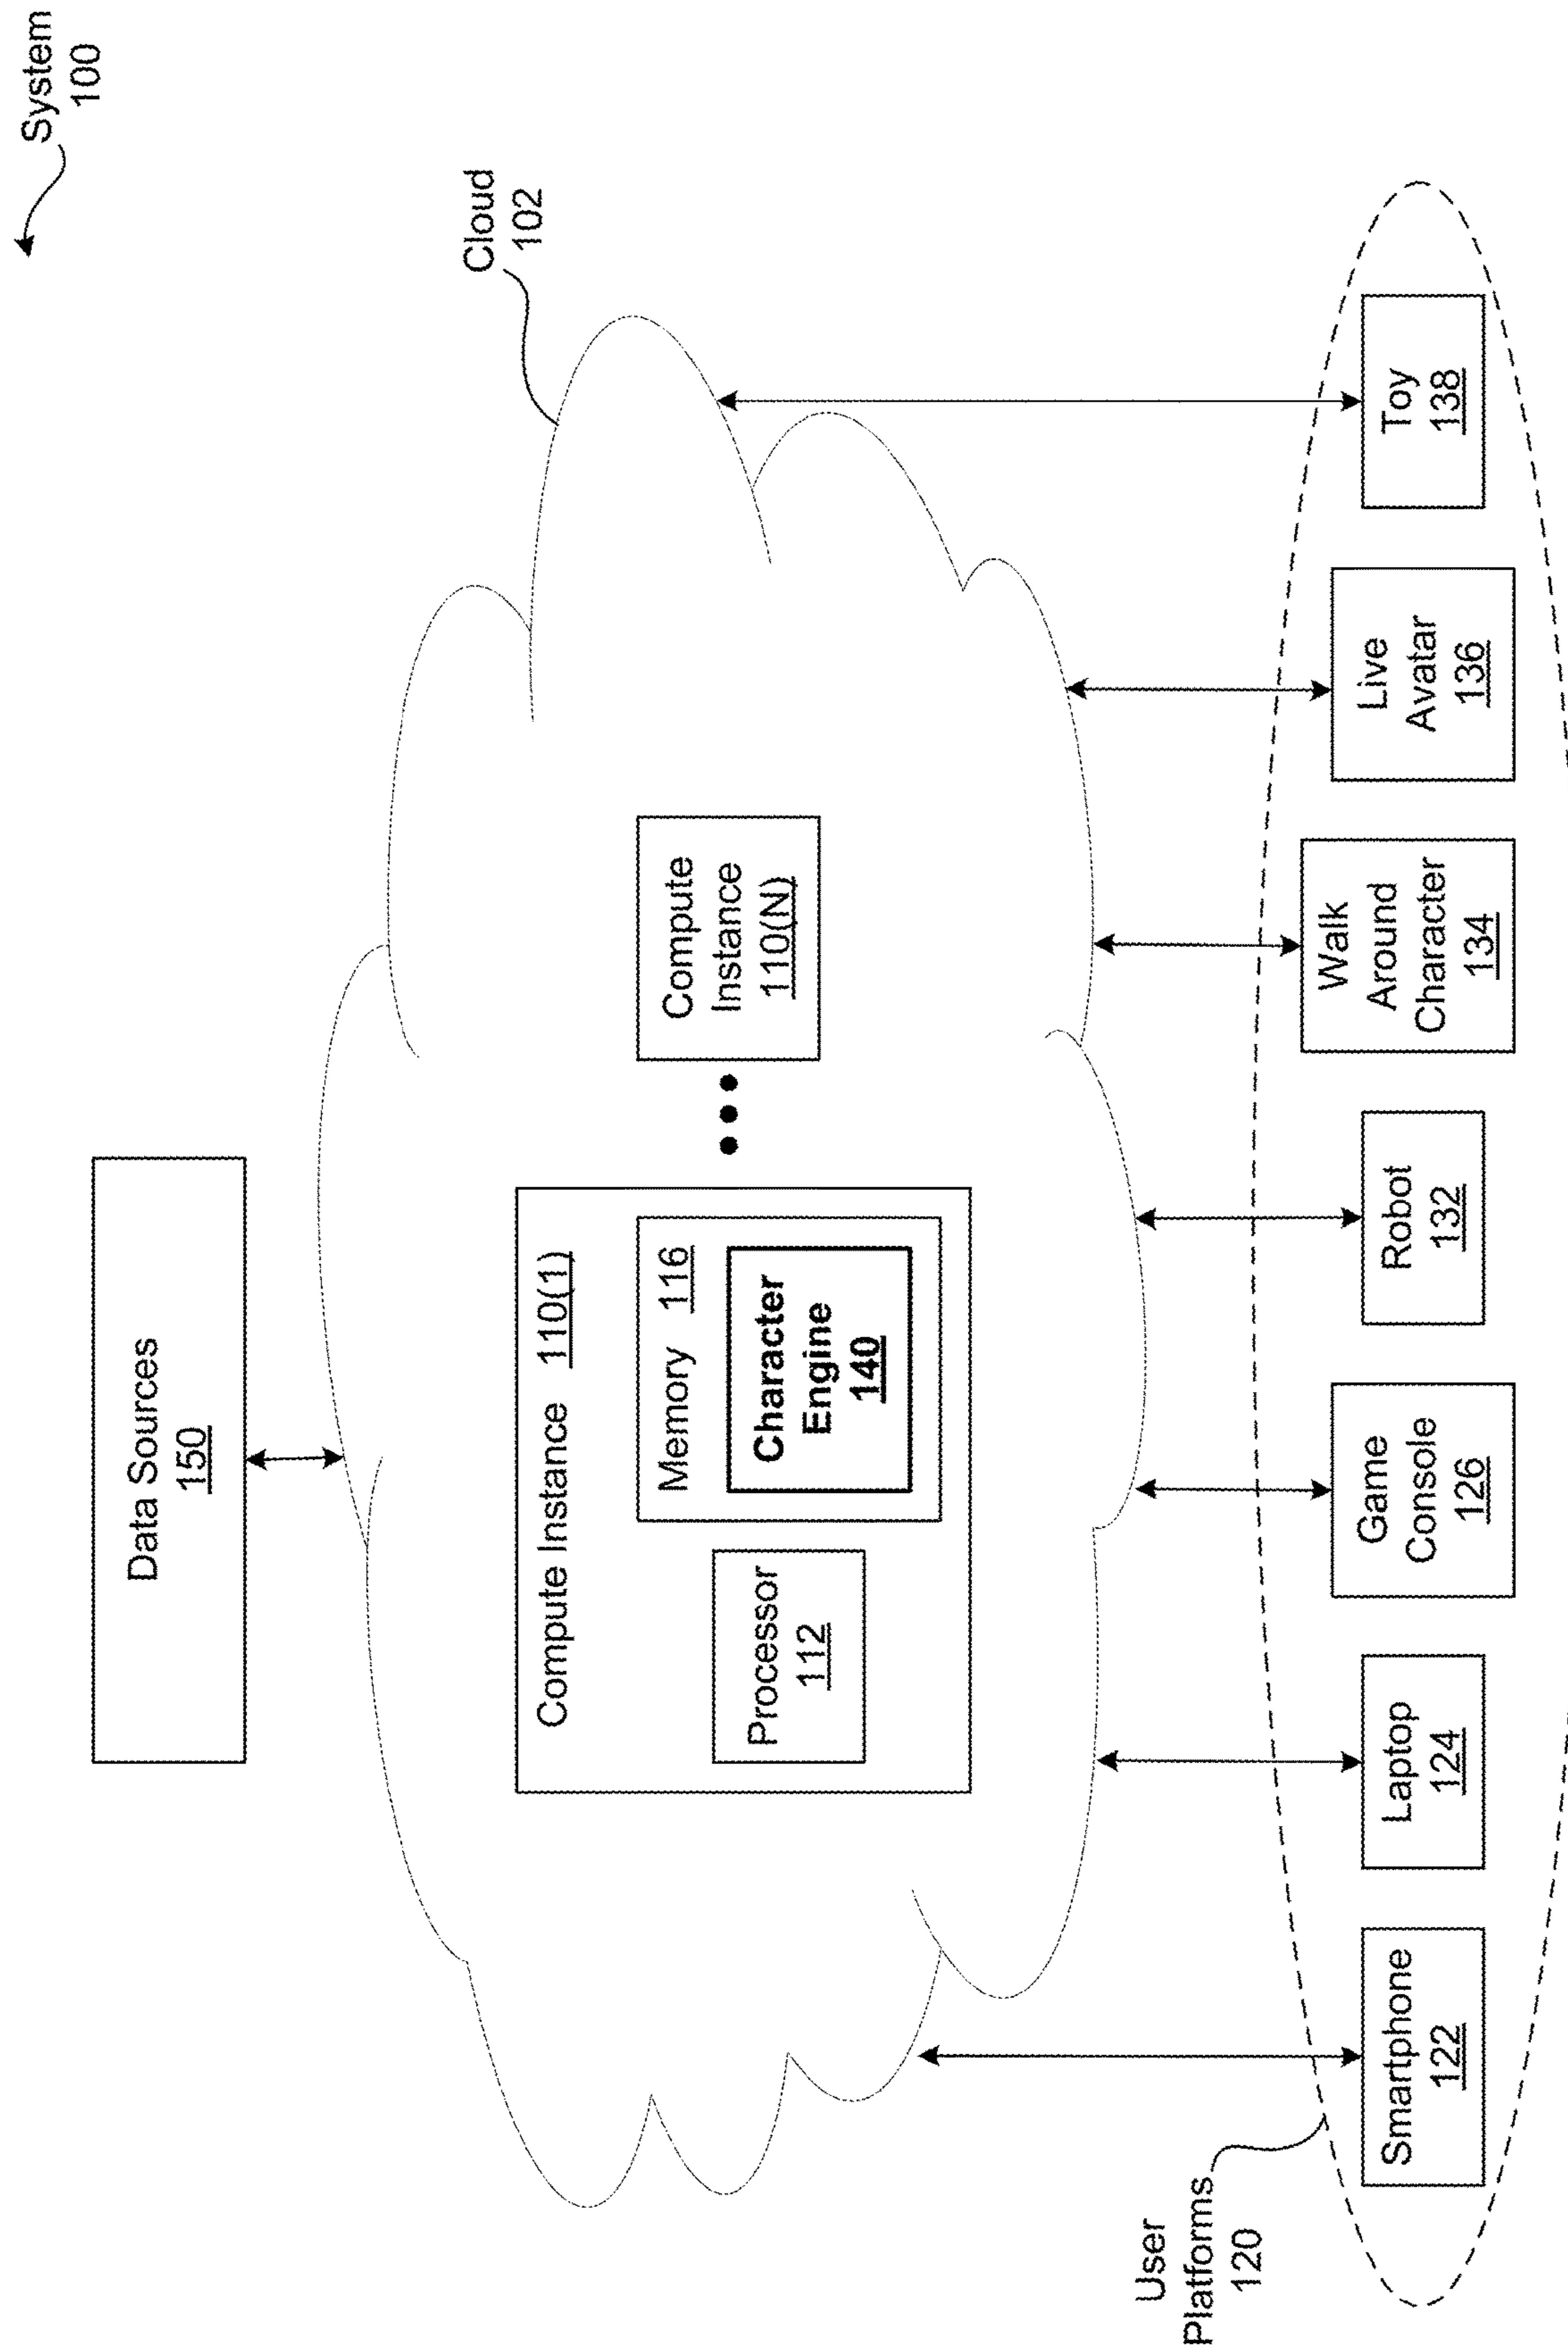 System
100
Data Sources
150
Cloud
102
Compute Instance 110(1)
Processor
112
Memory 116
Character
Engine
140
Compute
Instance
110(N)
User
Platforms
120
Smartphone
122
Laptop
124
Game
Console
126
Robot
132
Walk
Around
Character
134
Live
Avatar
136
Toy
138